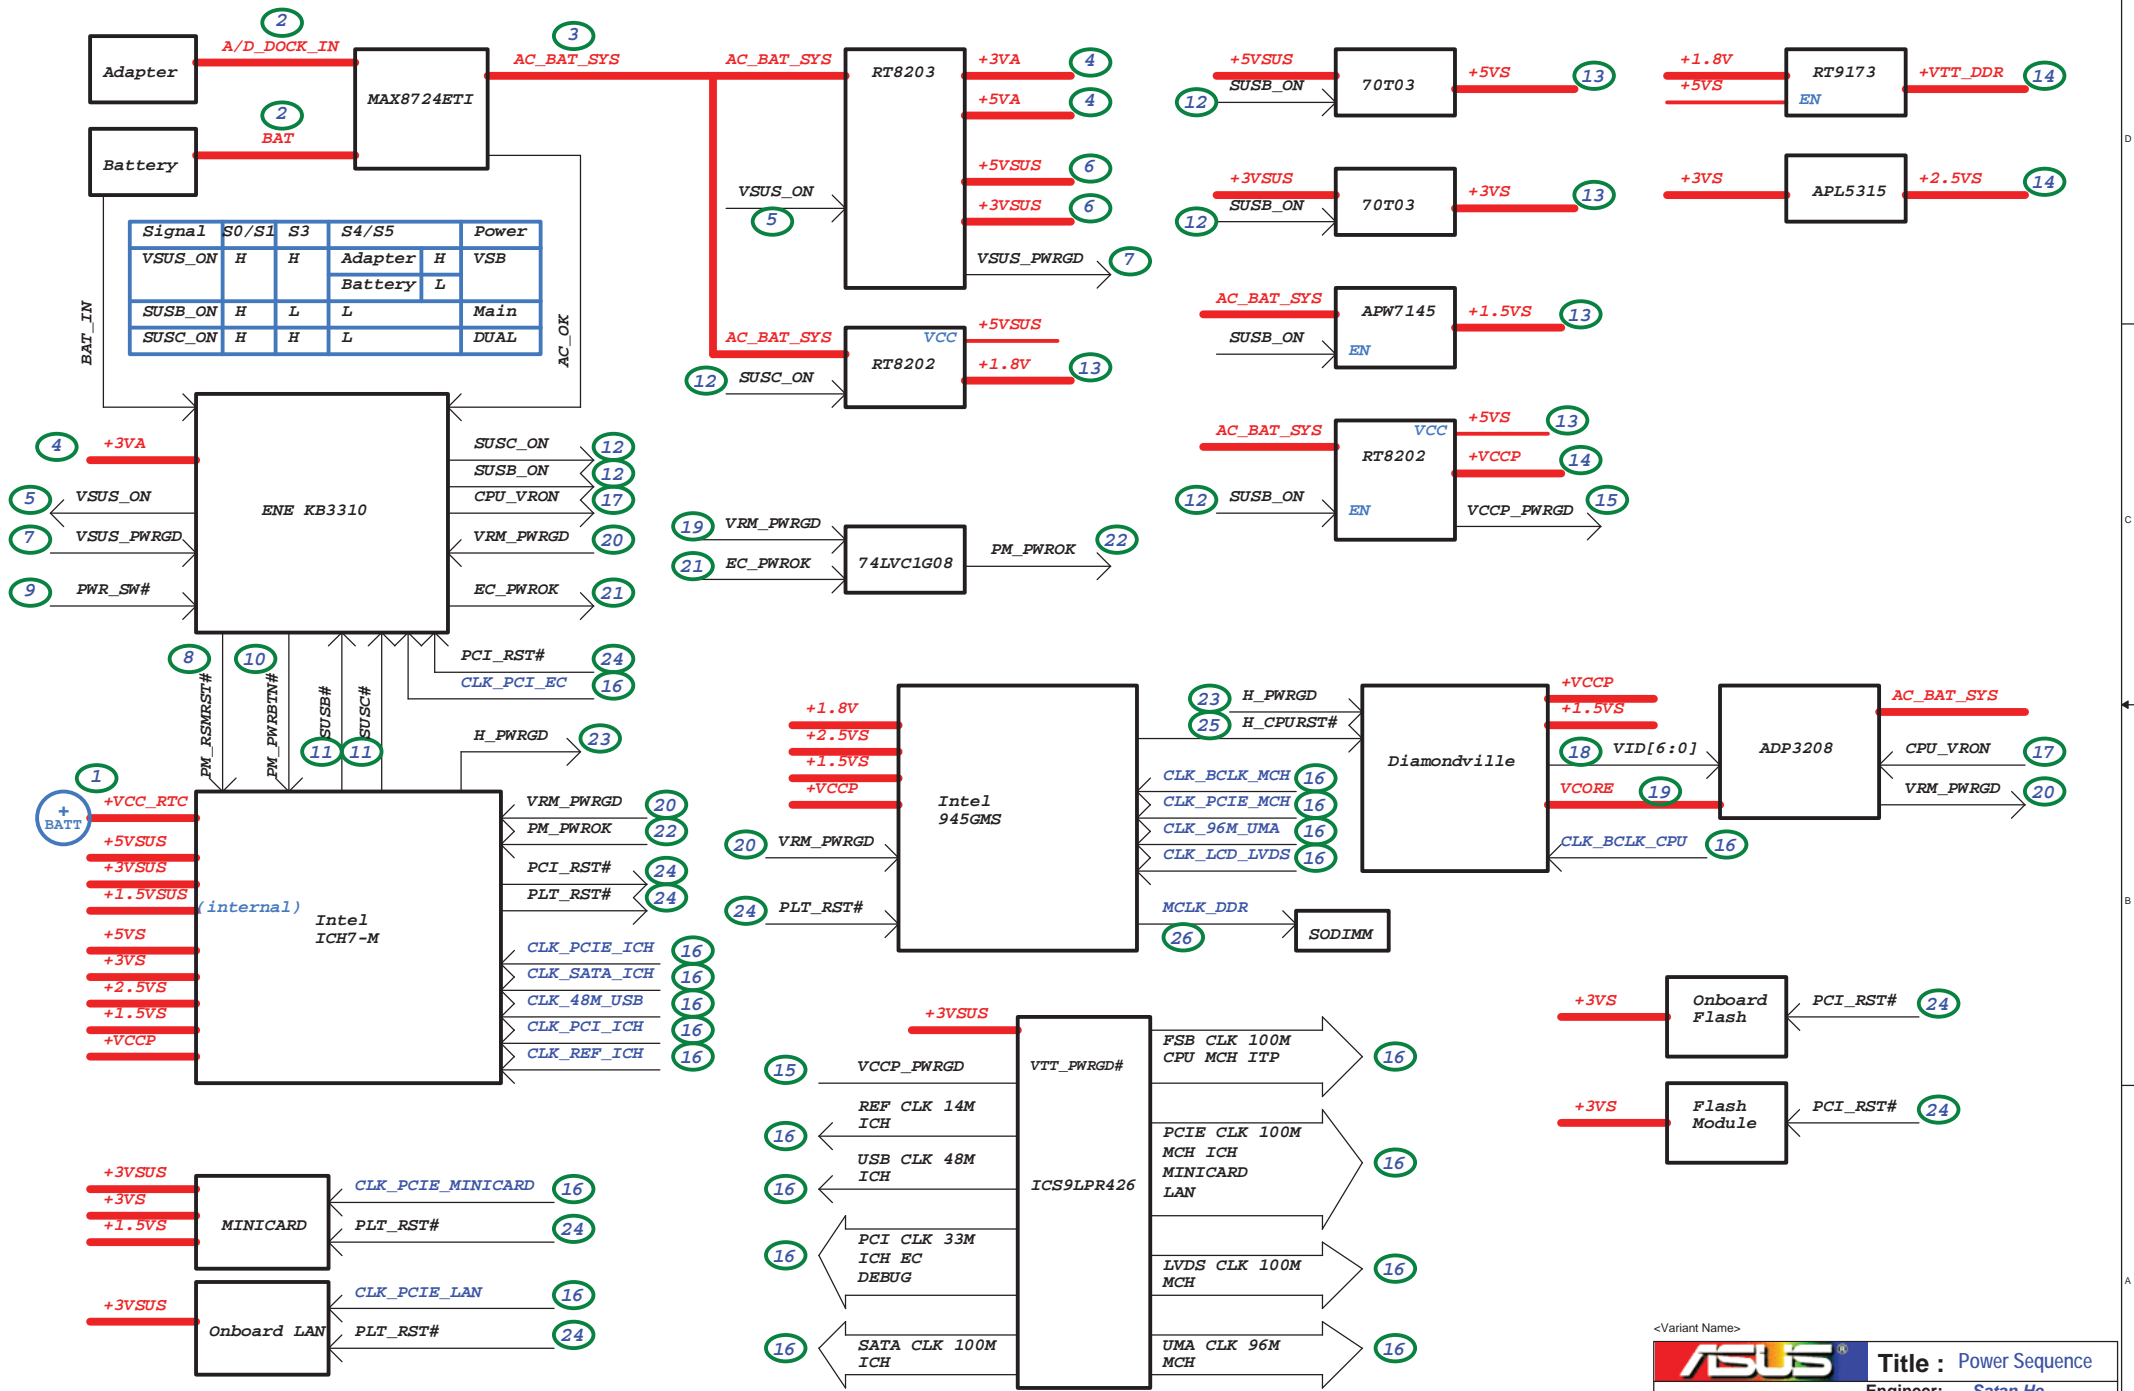 2
A/D_DOCK_IN
Adapter
2
BAT
Battery
MAX8724ETI
3
AC_BAT_SYS
AC_BAT_SYS
RT8203
+3VA
4
+5VA
4
+5VSUS
6
+3VSUS
6
VSUS_ON
5
VSUS_PWRGD
7
AC_BAT_SYS
VCC
RT8202
+5VSUS
+1.8V
13
12
SUSC_ON
Signal S0/S1 S3 S4/S5 Power
VSUS_ON H H Adapter H VSB
Battery L
SUSB_ON H L L Main
SUSC_ON H H L DUAL
BAT_IN
AC_OK
+5VSUS
SUSB_ON
12
70T03
+5VS
13
+3VSUS
SUSB_ON
12
70T03
+3VS
13
AC_BAT_SYS
SUSB_ON
APW7145
EN
+1.5VS
13
AC_BAT_SYS
12
SUSB_ON
VCC
RT8202
EN
+5VS
13
+VCCP
14
VCCP_PWRGD
15
+1.8V
+5VS
RT9173
EN
+VTT_DDR
14
+3VS
APL5315
+2.5VS
14
ENE KB3310
4
+3VA
5
VSUS_ON
7
VSUS_PWRGD
9
PWR_SW#
SUSC_ON
12
SUSB_ON
12
CPU_VRON
17
VRM_PWRGD
20
EC_PWROK
21
PCI_RST#
24
CLK_PCI_EC
16
8
PM_RSMRST#
10
PM_PWRBTN#
11
SUSB#
11
SUSC#
19
VRM_PWRGD
21
EC_PWROK
74LVC1G08
PM_PWROK
22
H_PWRGD
23
1
+
BATT
+VCC_RTC
+5VSUS
+3VSUS
+1.5VSUS
(internal)
+5VS
+3VS
+2.5VS
+1.5VS
+VCCP
Intel
ICH7-M
VRM_PWRGD
20
PM_PWROK
22
PCI_RST#
24
PLT_RST#
24
CLK_PCIE_ICH
16
CLK_SATA_ICH
16
CLK_48M_USB
16
CLK_PCI_ICH
16
CLK_REF_ICH
16
+1.8V
+2.5VS
+1.5VS
+VCCP
20
VRM_PWRGD
24
PLT_RST#
Intel
945GMS
23
H_PWRGD
25
H_CPURST#
CLK_BCLK_MCH
16
CLK_PCIE_MCH
16
CLK_96M_UMA
16
CLK_LCD_LVDS
16
MCLK_DDR
26
SODIMM
Diamondville
+VCCP
+1.5VS
18
VID[6:0]
VCORE
19
CLK_BCLK_CPU
16
ADP3208
AC_BAT_SYS
CPU_VRON
17
VRM_PWRGD
20
+3VSUS
15
VCCP_PWRGD
VTT_PWRGD#
ICS9LPR426
REF CLK 14M
ICH
16
USB CLK 48M
ICH
16
PCI CLK 33M
ICH EC
DEBUG
16
SATA CLK 100M
ICH
16
FSB CLK 100M
CPU MCH ITP
16
PCIE CLK 100M
MCH ICH
MINICARD
LAN
16
LVDS CLK 100M
MCH
16
UMA CLK 96M
MCH
16
+3VS
Onboard
Flash
PCI_RST#
24
+3VS
Flash
Module
PCI_RST#
24
+3VSUS
+3VS
+1.5VS
MINICARD
CLK_PCIE_MINICARD
16
PLT_RST#
24
+3VSUS
Onboard LAN
CLK_PCIE_LAN
16
PLT_RST#
24
D
C
B
A
<Variant Name>
ASUS ®
Title : Power Sequence
Engineer: Satan He